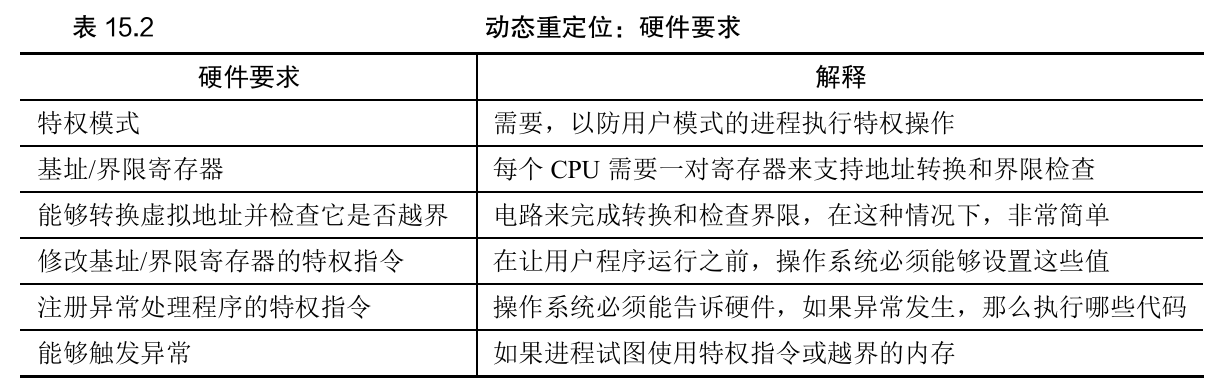 表 15.2 动态重定位：硬件要求
硬件要求 解释
特权模式 需要，以防用户模式的进程执行特权操作
基址/界限寄存器 每个 CPU 需要一对寄存器来支持地址转换和界限检查
能够转换虚拟地址并检查它是否越界 电路来完成转换和检查界限，在这种情况下，非常简单
修改基址/界限寄存器的特权指令 在让用户程序运行之前，操作系统必须能够设置这些值
注册异常处理程序的特权指令 操作系统必须能告诉硬件，如果异常发生，那么执行哪些代码
能够触发异常 如果进程试图使用特权指令或越界的内存